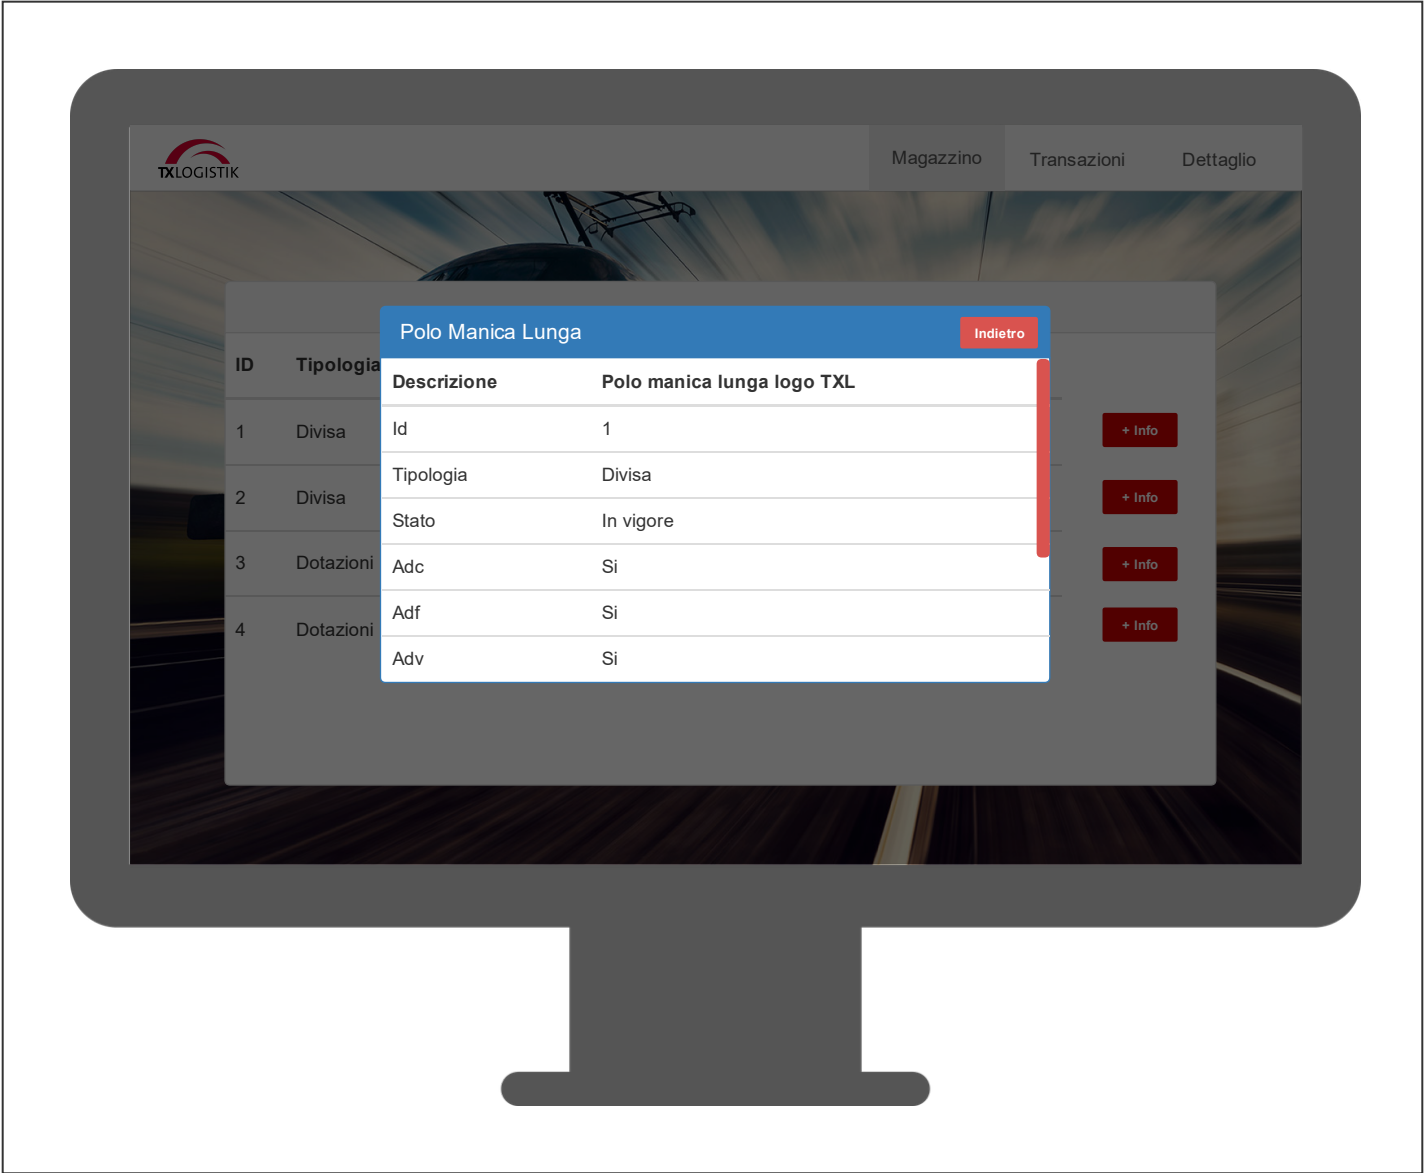 TXLOGISTIK
Magazzino Transazioni Dettaglio
Polo Manica Lunga Indietro
ID Tipologia
Descrizione Polo manica lunga logo TXL
Id 1
1 Divisa + Info
Tipologia Divisa
2 Divisa + Info
Stato In vigore
3 Dotazioni + Info
Adc Si
Adf Si
4 Dotazioni + Info
Adv Si